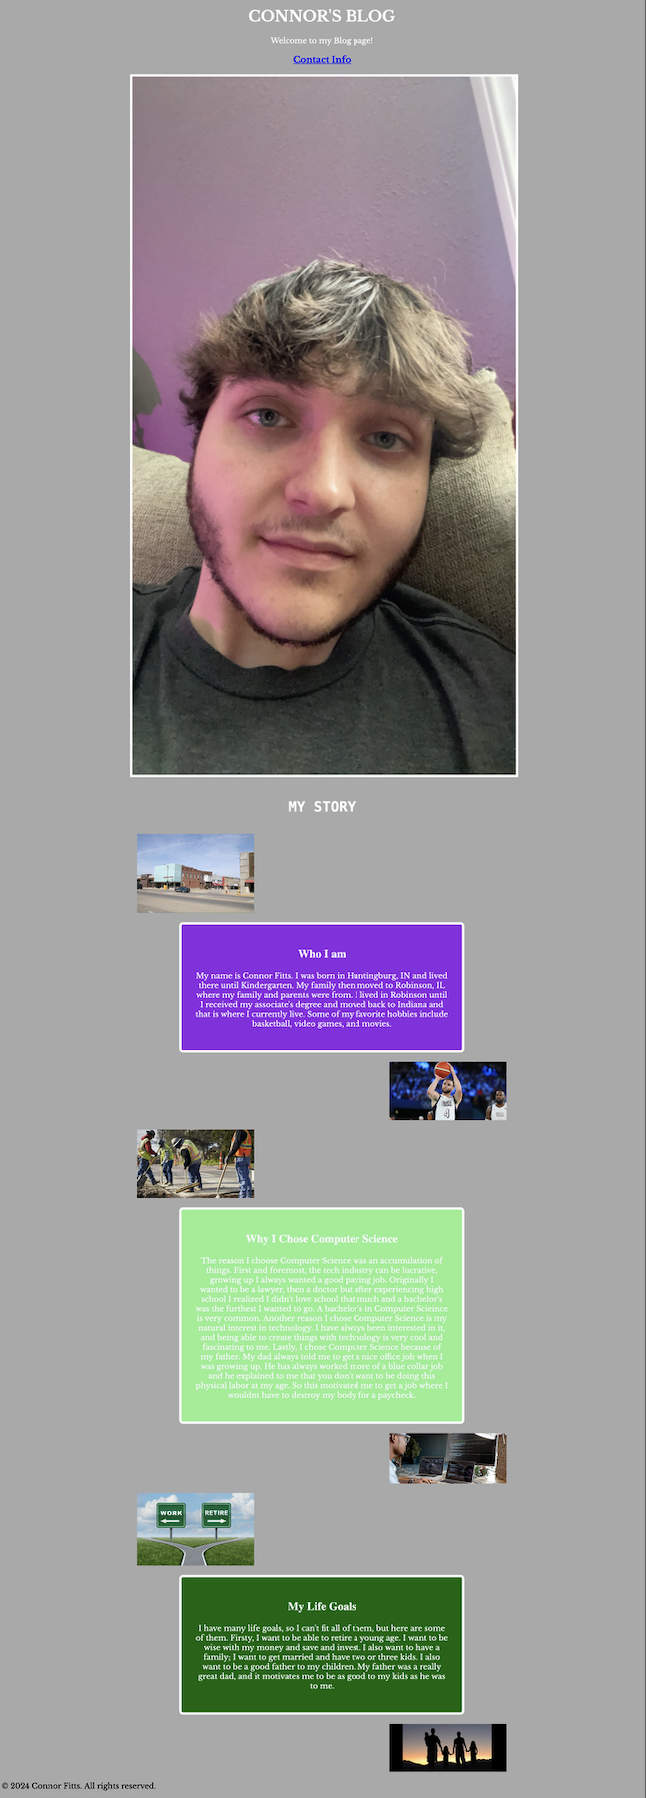 CONNOR'S BLOG
Welcome to my Blog page!
Contact Info
MY STORY
Who I am
My name is Connor Fitts. I was born in Huntingburg, IN and lived
there until Kindergarten. My family then moved to Robinson, IL
where my family and parents were from. I lived in Robinson until
I received my associate's degree and moved back to Indiana and
that is where I currently live. Some of my favorite hobbies include
basketball, video games, and movies.
4
Why I Chose Computer Science
The reason I choose Computer Science was an accumulation of
things. First and foremost, the tech industry can be lucrative,
growing up I always wanted a good paying job. Originally I
wanted to be a lawyer, then a doctor but after experiencing high
school I realized I didn't love school that much and a bachelor's
was the furthest I wanted to go. A bachelor's in Computer Scieince
is very common. Another reason I chose Computer Science is my
natural interest in technology. I have always been interested in it,
and being able to create things with technology is very cool and
fascinating to me. Lastly, I chose Computer Science because of
my father. My dad always told me to get a nice office job when I
was growing up. He has always worked more of a blue collar job
and he explained to me that you don't want to be doing this
physical labor at my age. So this motivated me to get a job where I
wouldnt have to destroy my body for a paycheck.
WORK
RETIRE
My Life Goals
I have many life goals, so I can't fit all of them, but here are some
of them. Firsty, I want to be able to retire a young age. I want to be
wise with my money and save and invest. I also want to have a
family; I want to get married and have two or three kids. I also
want to be a good father to my children. My father was a really
great dad, and it motivates me to be as good to my kids as he was
to me.
© 2024 Connor Fitts. All rights reserved.